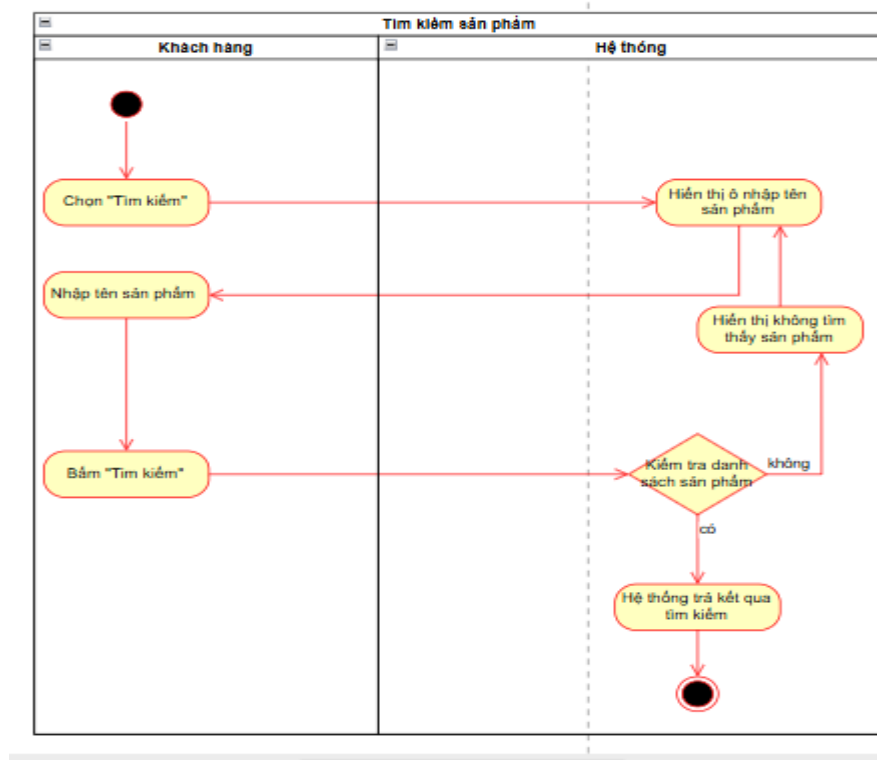 Tìm kiếm sản phẩm
Khách hàng
Hệ thống
Chọn "Tìm kiếm"
Hiển thị ô nhập tên
sản phẩm
Nhập tên sản phẩm
Hiển thị không tìm
thấy sản phẩm
Bấm "Tìm kiếm"
Kiểm tra danh
sách sản phẩm
không
có
Hệ thống trả kết qua
tìm kiếm